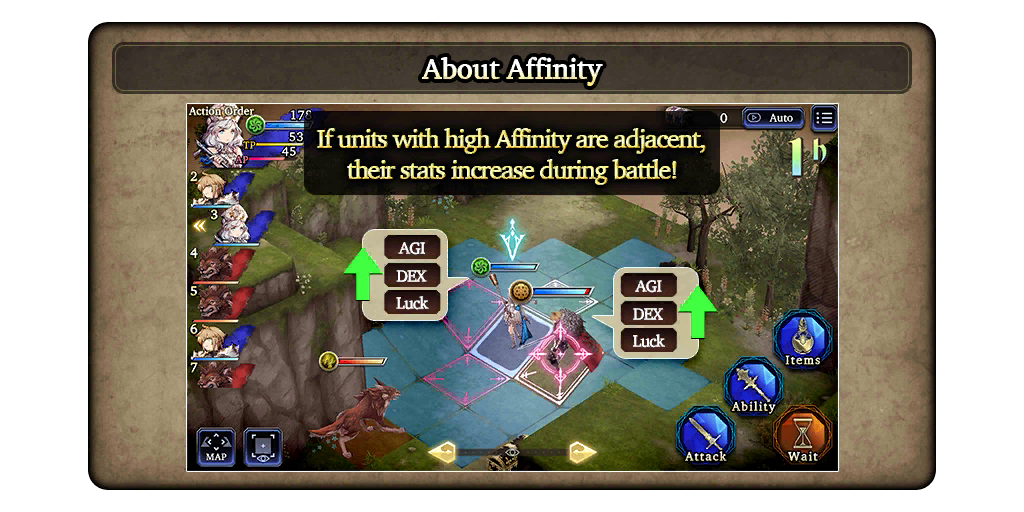 About Affinity
Action Order
178
TP 53
AP 45
0
Auto
If units with high Affinity are adjacent,
their stats increase during battle!
1 h
2
3
4
5
6
7
AGI
DEX
Luck
AGI
DEX
Luck
Items
Ability
Attack
Wait
MAP